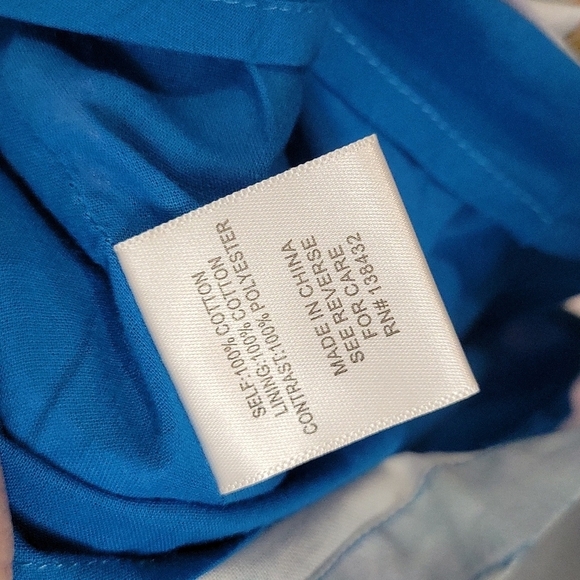 SELF:100% COTTON
LINING:100% COTTON
CONTRAST:100% POLYESTER
MADE IN CHINA
SEE REVERSE
FOR CARE
RN# 138432